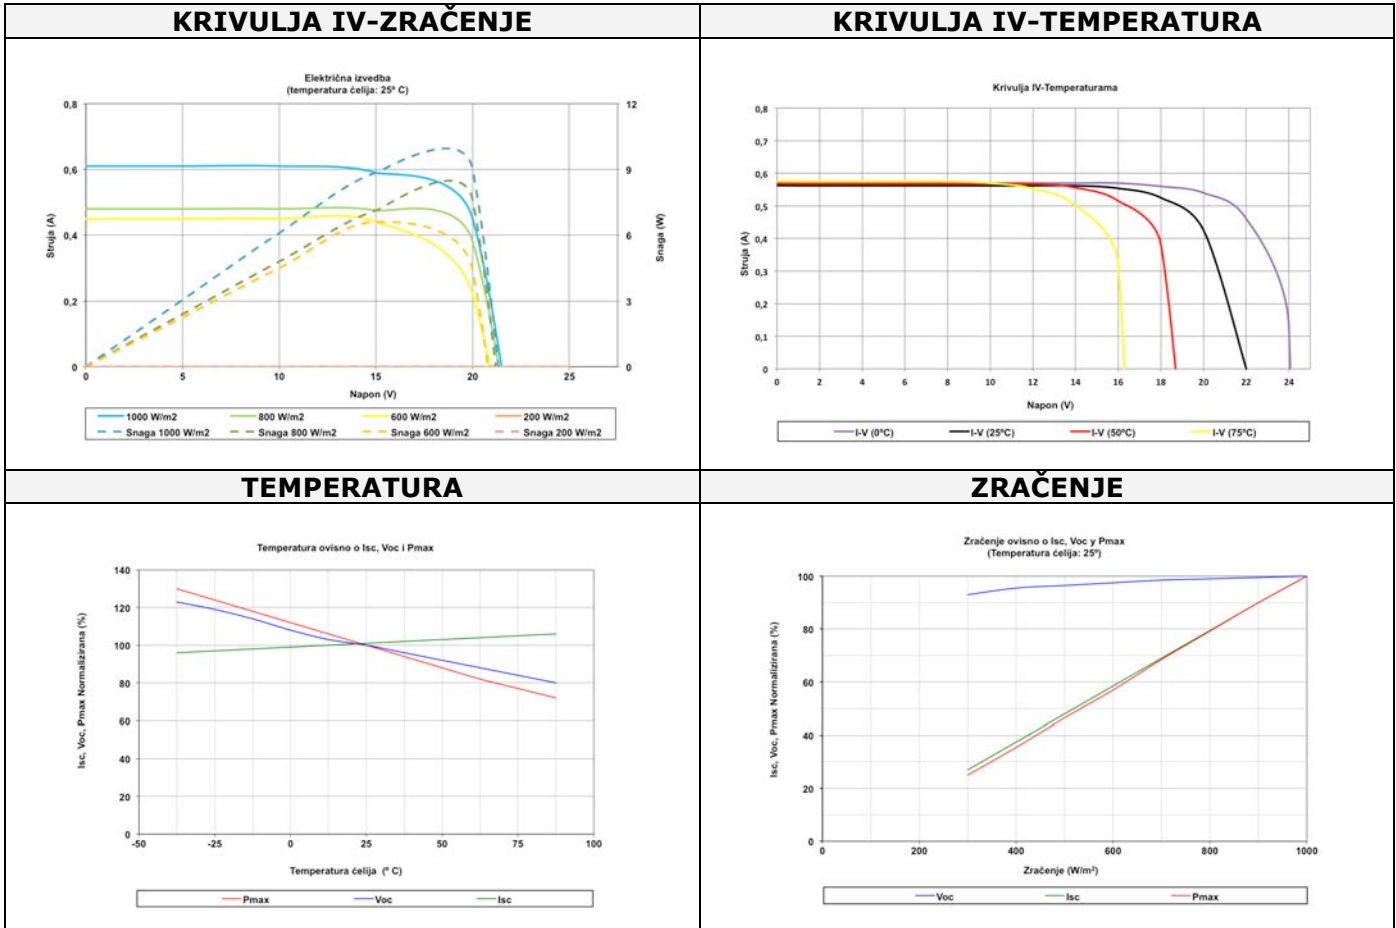 KRIVULJA IV-ZRAČENJE
Električna izvedba
(temperatura ćelija: 25º C)
0,8
0,6
0,4
0,2
0
12
9
6
3
0
Struja (A)
Snaga (W)
0 5 10 15 20 25
Napon (V)
1000 W/m2 800 W/m2 600 W/m2 200 W/m2
Snaga 1000 W/m2 Snaga 800 W/m2 Snaga 600 W/m2 Snaga 200 W/m2
KRIVULJA IV-TEMPERATURA
Krivulja IV-Temperaturama
0,8
0,7
0,6
0,5
0,4
0,3
0,2
0,1
0
Struja (A)
0 2 4 6 8 10 12 14 16 18 20 22 24
Napon (V)
I-V (0ºC) I-V (25ºC) I-V (50ºC) I-V (75ºC)
TEMPERATURA
Temperatura ovisno o Isc, Voc i Pmax
140
120
100
80
60
40
20
0
Isc, Voc, Pmax Normalizirana (%)
-50 -25 0 25 50 75 100
Temperatura ćelija (º C)
Pmax Voc Isc
ZRAČENJE
Zračenje ovisno o Isc, Voc y Pmax
(Temperatura ćelija: 25º)
100
80
60
40
20
0
Isc, Voc, Pmax Normalizirana (%)
0 200 400 600 800 1000
Zračenje (W/m²)
Voc Isc Pmax